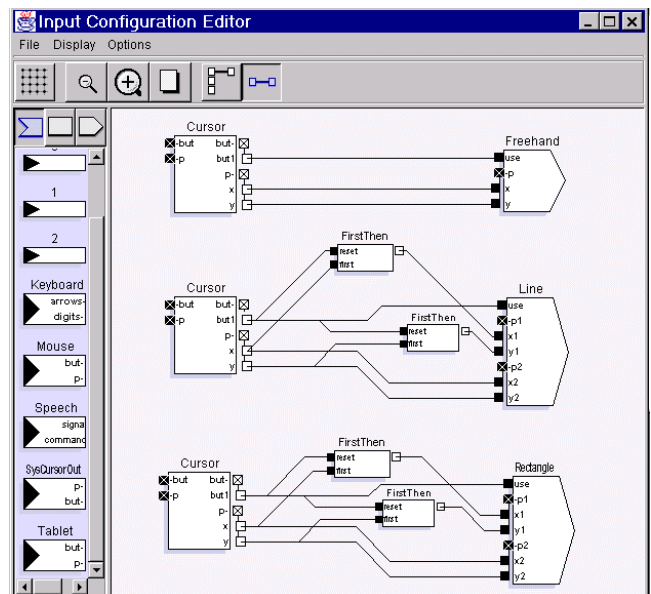 Input Configuration Editor
File Display Options
1
2
Keyboard
arrows-
digits-
Mouse
but-
p-
Speech
signa
command
SysCursorOut
p-
but-
Tablet
but-
p-
Cursor
-but but-
-p but1
p-
x
y
Freehand
use
-p
x
y
FirstThen
reset
first
Cursor
-but but-
-p but1
p-
x
y
FirstThen
reset
first
Line
use
-p1
x1
y1
-p2
x2
y2
FirstThen
reset
first
Cursor
-but but-
-p but1
p-
x
y
FirstThen
reset
first
Rectangle
use
-p1
x1
y1
-p2
x2
y2